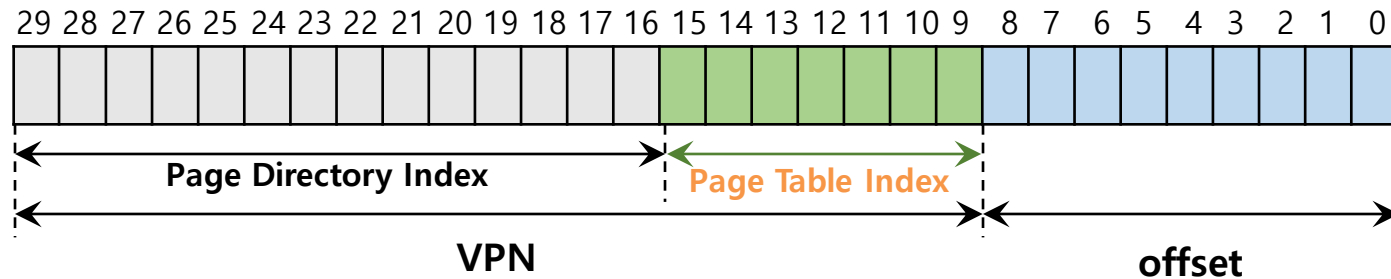 29 28 27 26 25 24 23 22 21 20 19 18 17 16 15 14 13 12 11 10 9 8 7 6 5 4 3 2 1 0
Page Directory Index Page Table Index
VPN offset